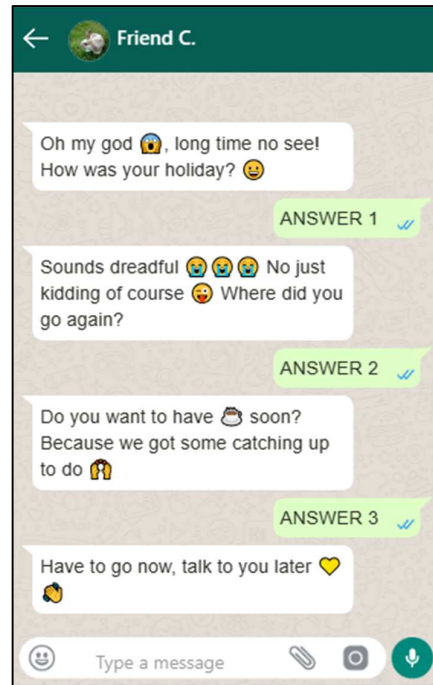 Friend C.
Oh my god 😱, long time no see!
How was your holiday? 😀
ANSWER 1
Sounds dreadful 😭 😭 😭 No just
kidding of course 😜 Where did you
go again?
ANSWER 2
Do you want to have ☕ soon?
Because we got some catching up
to do 🙌
ANSWER 3
Have to go now, talk to you later 💛
👏
Type a message